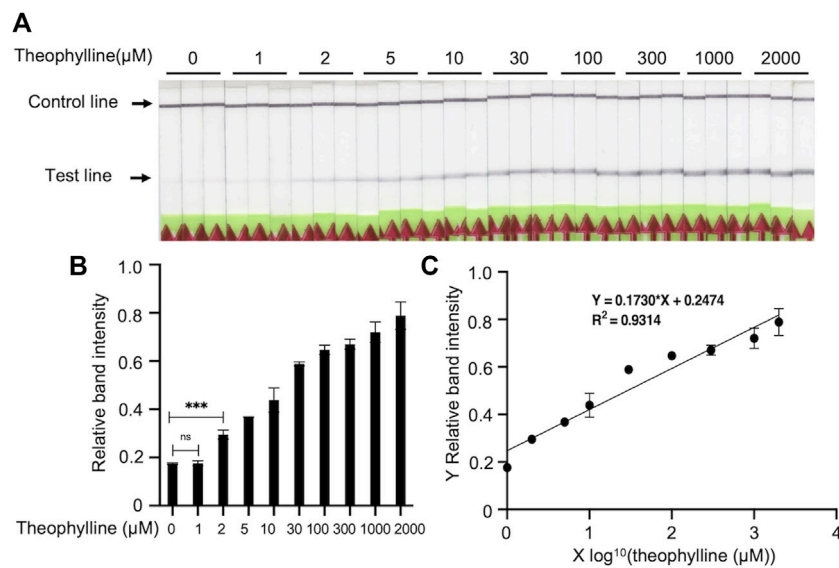 A
Theophylline(μM) 0 1 2 5 10 30 100 300 1000 2000
Control line
Test line
B
Relative band intensity
1.0
0.8
0.6
0.4
0.2
0
***
ns
Theophylline (μM) 0 1 2 5 10 30 100 300 1000 2000
C
Y Relative band intensity
1.0
0.8
0.6
0.4
0.2
0
Y = 0.1730*X + 0.2474
R² = 0.9314
0 1 2 3 4
X log¹⁰(theophylline (μM))